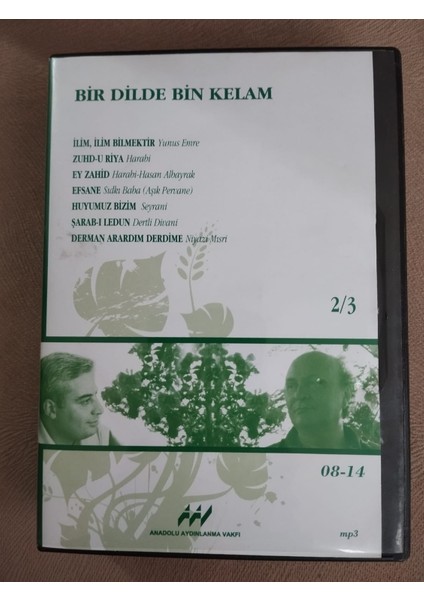 BİR DİLDE BİN KELAM
İLİM, İLİM BİLMEKTİR Yunus Emre
ZUHD-U RİYA Harabi
EY ZAHİD Harabi-Hasan Albayrak
EFSANE Sıdkı Baba (Aşık Pervane)
HUYUMUZ BİZİM Seyrani
ŞARAB-I LEDUN Dertli Divani
DERMAN ARARDIM DERDİME Niyazi Mısri
2/3
08-14
ANADOLU AYDINLANMA VAKFI
mp3